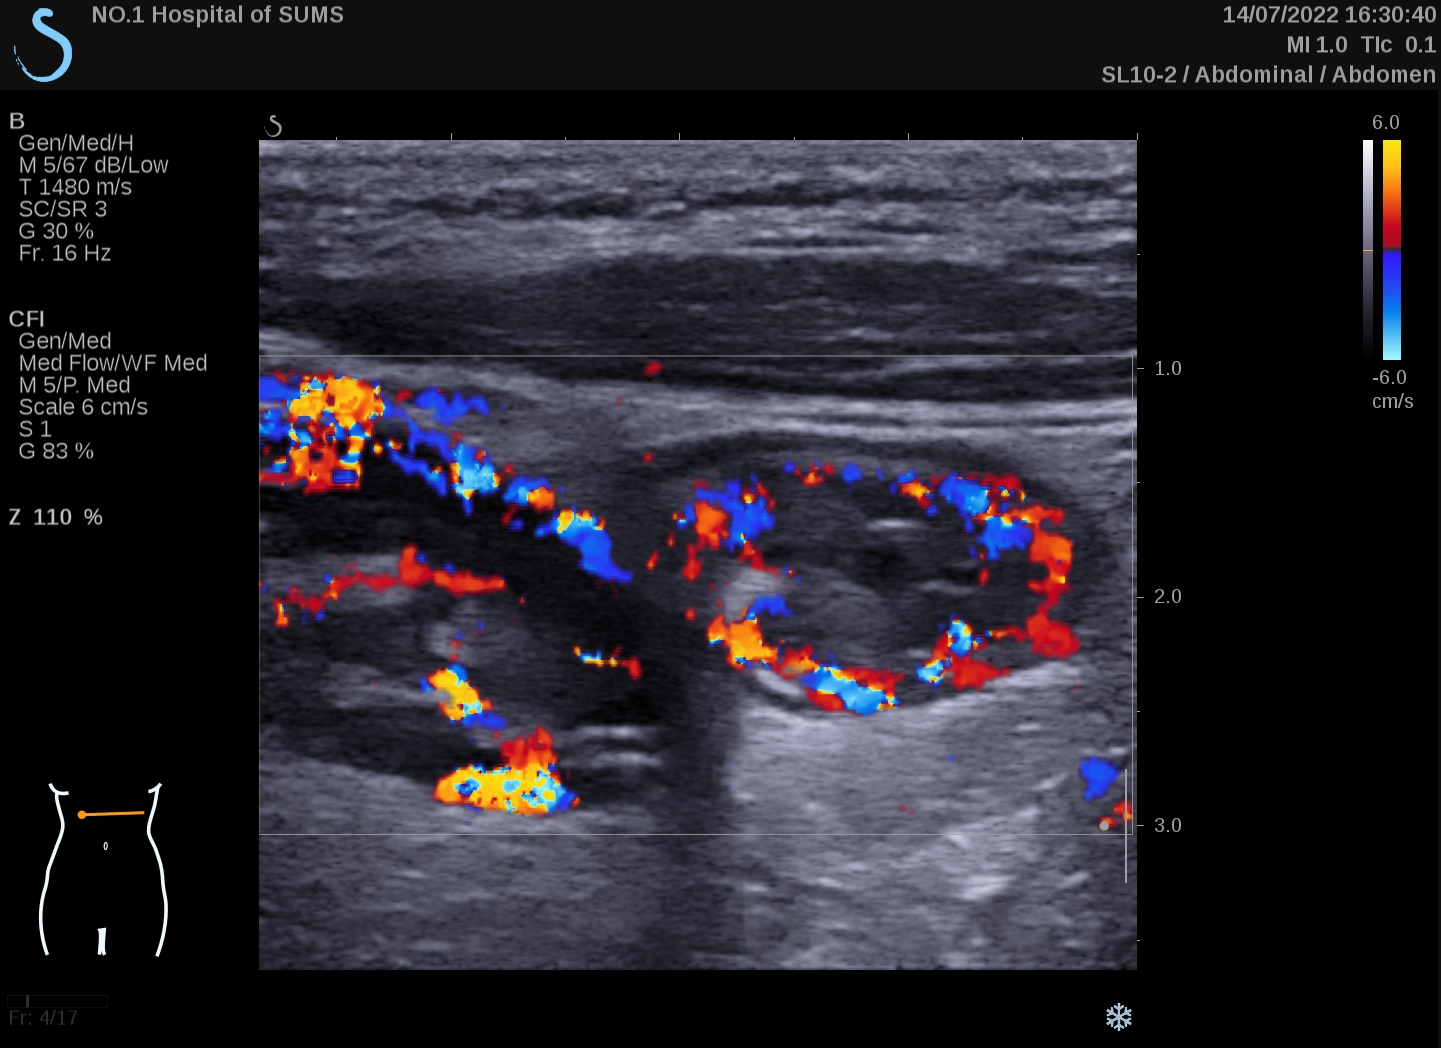 NO.1 Hospital of SUMS
14/07/2022 16:30:40
MI 1.0 TIc 0.1
SL10-2 / Abdominal / Abdomen
B
Gen/Med/H
M 5/67 dB/Low
T 1480 m/s
SC/SR 3
G 30 %
Fr. 16 Hz
CFI
Gen/Med
Med Flow/WF Med
M 5/P. Med
Scale 6 cm/s
S 1
G 83 %
Z 110 %
6.0
-6.0
cm/s
1.0
2.0
3.0
Fr: 4/17